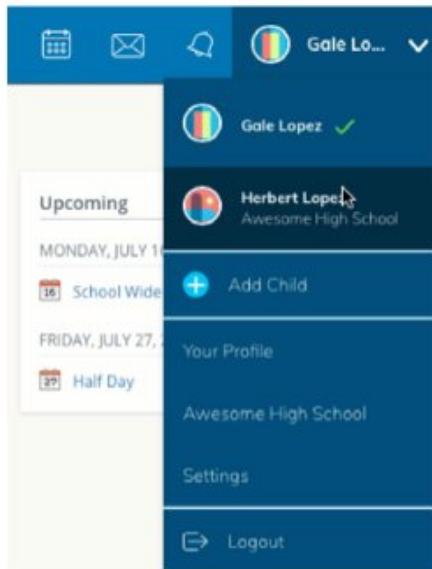 Gale Lo...
Gale Lopez
Herbert Lopez
Awesome High School
Add Child
Your Profile
Awesome High School
Settings
Logout
Upcoming
MONDAY, JULY 16
16 School Wide
FRIDAY, JULY 27,
27 Half Day